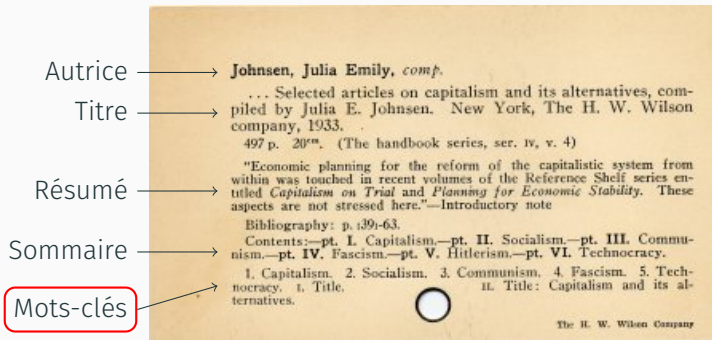 Autrice
Titre
Résumé
Sommaire
Mots-clés
Johnsen, Julia Emily, comp.
... Selected articles on capitalism and its alternatives, com-
piled by Julia E. Johnsen. New York, The H. W. Wilson
company, 1933.
497 p. 20cm. (The handbook series, ser. IV, v. 4)
"Economic planning for the reform of the capitalistic system from
within was touched in recent volumes of the Reference Shelf series en-
titled Capitalism on Trial and Planning for Economic Stability. These
aspects are not stressed here."—Introductory note
Bibliography: p. 139]-63.
Contents:—pt. I. Capitalism.—pt. II. Socialism.—pt. III. Commu-
nism.—pt. IV. Fascism.—pt. V. Hitlerism.—pt. VI. Technocracy.
1. Capitalism. 2. Socialism. 3. Communism. 4. Fascism. 5. Tech-
nocracy. I. Title. II. Title: Capitalism and its al-
ternatives.
The H. W. Wilson Company